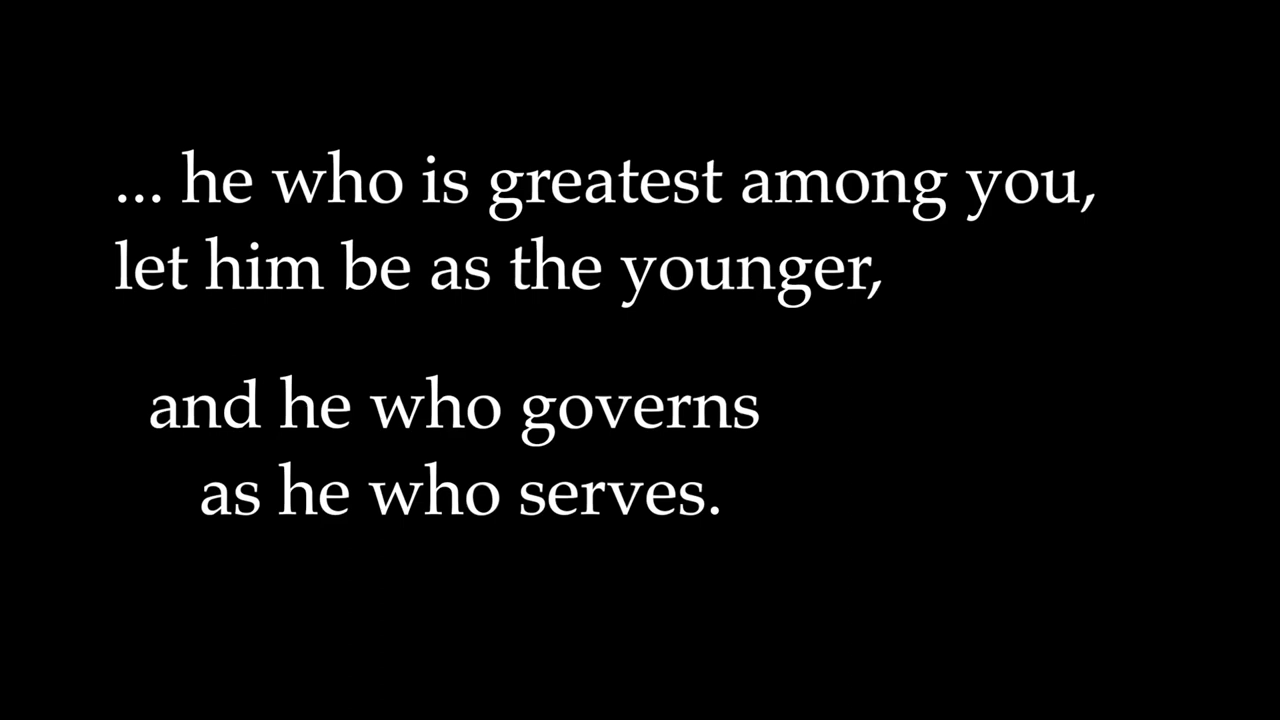 ... he who is greatest among you,
let him be as the younger,
and he who governs
as he who serves.